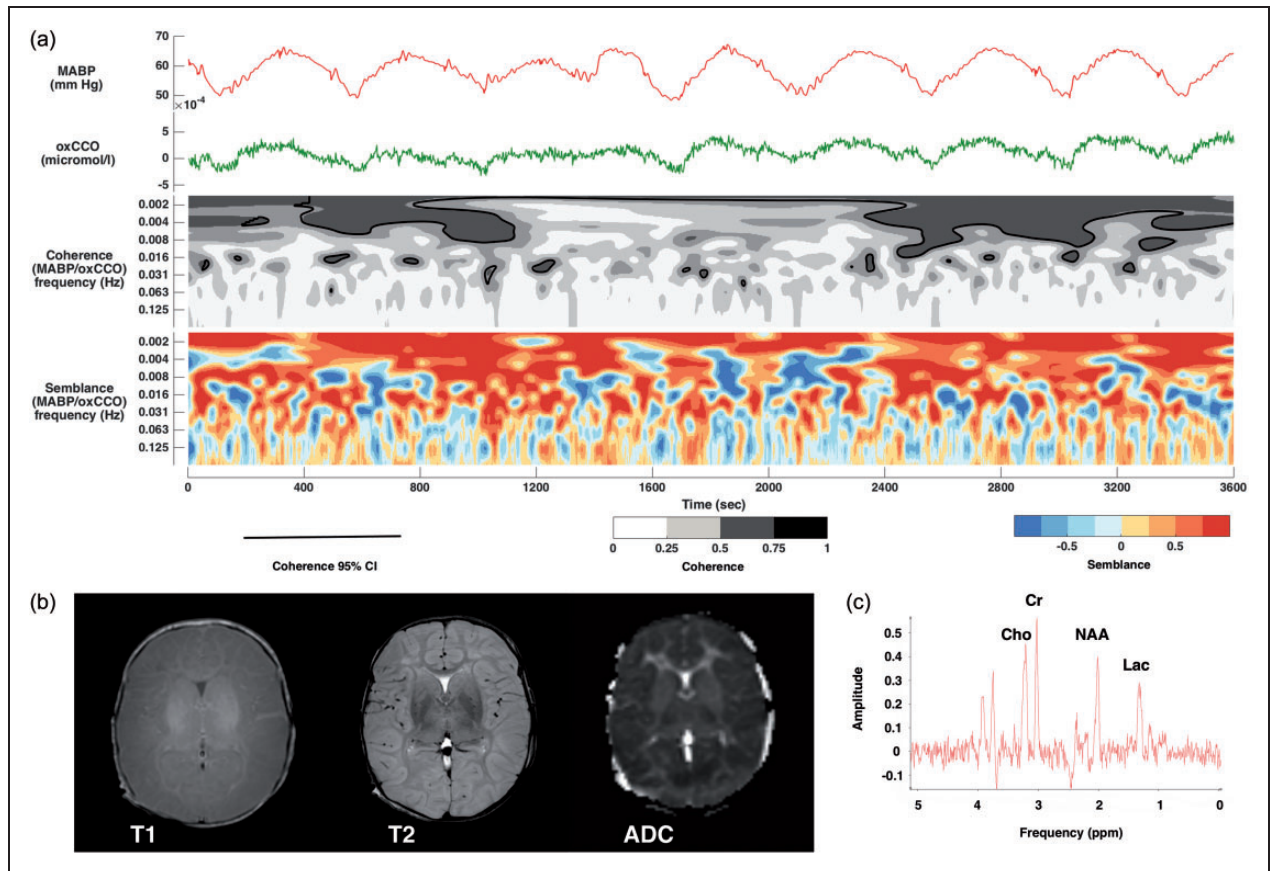 (a)
70
60
50
MABP
(mm Hg)
×10⁻⁴
5
0
-5
oxCCO
(micromol/l)
0.002
0.004
0.008
0.016
0.031
0.063
0.125
Coherence
(MABP/oxCCO)
frequency (Hz)
0.002
0.004
0.008
0.016
0.031
0.063
0.125
Semblance
(MABP/oxCCO)
frequency (Hz)
0 400 800 1200 1600 2000 2400 2800 3200 3600
Time (sec)
Coherence 95% CI
0 0.25 0.5 0.75 1
Coherence
-0.5 0 0.5
Semblance
(b)
T1
T2
ADC
(c)
Cr
Cho
NAA
Lac
0.5
0.4
0.3
0.2
0.1
0
-0.1
Amplitude
5 4 3 2 1 0
Frequency (ppm)